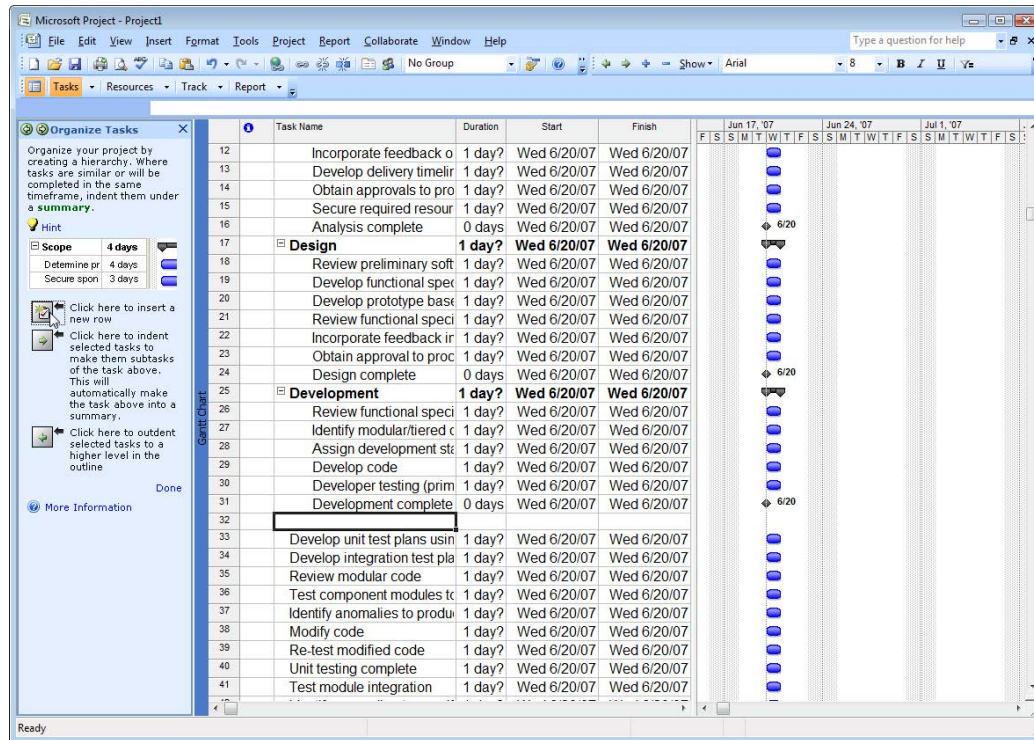 Microsoft Project - Project1
File Edit View Insert Format Tools Project Report Collaborate Window Help Type a question for help
No Group Show Arial 8 B I U
Tasks Resources Track Report
Organize Tasks
Organize your project by
creating a hierarchy. Where
tasks are similar or will be
completed in the same
timeframe, indent them under
a summary.
Hint
Scope 4 days
Determine pr 4 days
Secure spon 3 days
Click here to insert a
new row
Click here to indent
selected tasks to
make them subtasks
of the task above.
This will
automatically make
the task above into a
summary.
Click here to outdent
selected tasks to a
higher level in the
outline
Done
More Information
Gantt Chart
Task Name Duration Start Finish
12 Incorporate feedback o 1 day? Wed 6/20/07 Wed 6/20/07
13 Develop delivery timelir 1 day? Wed 6/20/07 Wed 6/20/07
14 Obtain approvals to pro 1 day? Wed 6/20/07 Wed 6/20/07
15 Secure required resour 1 day? Wed 6/20/07 Wed 6/20/07
16 Analysis complete 0 days Wed 6/20/07 Wed 6/20/07
17 Design 1 day? Wed 6/20/07 Wed 6/20/07
18 Review preliminary soft 1 day? Wed 6/20/07 Wed 6/20/07
19 Develop functional spec 1 day? Wed 6/20/07 Wed 6/20/07
20 Develop prototype base 1 day? Wed 6/20/07 Wed 6/20/07
21 Review functional speci 1 day? Wed 6/20/07 Wed 6/20/07
22 Incorporate feedback ir 1 day? Wed 6/20/07 Wed 6/20/07
23 Obtain approval to proc 1 day? Wed 6/20/07 Wed 6/20/07
24 Design complete 0 days Wed 6/20/07 Wed 6/20/07
25 Development 1 day? Wed 6/20/07 Wed 6/20/07
26 Review functional speci 1 day? Wed 6/20/07 Wed 6/20/07
27 Identify modular/tiered c 1 day? Wed 6/20/07 Wed 6/20/07
28 Assign development sta 1 day? Wed 6/20/07 Wed 6/20/07
29 Develop code 1 day? Wed 6/20/07 Wed 6/20/07
30 Developer testing (prim 1 day? Wed 6/20/07 Wed 6/20/07
31 Development complete 0 days Wed 6/20/07 Wed 6/20/07
32
33 Develop unit test plans usin 1 day? Wed 6/20/07 Wed 6/20/07
34 Develop integration test pla 1 day? Wed 6/20/07 Wed 6/20/07
35 Review modular code 1 day? Wed 6/20/07 Wed 6/20/07
36 Test component modules tc 1 day? Wed 6/20/07 Wed 6/20/07
37 Identify anomalies to produ 1 day? Wed 6/20/07 Wed 6/20/07
38 Modify code 1 day? Wed 6/20/07 Wed 6/20/07
39 Re-test modified code 1 day? Wed 6/20/07 Wed 6/20/07
40 Unit testing complete 1 day? Wed 6/20/07 Wed 6/20/07
41 Test module integration 1 day? Wed 6/20/07 Wed 6/20/07
Jun 17, '07 Jun 24, '07 Jul 1, '07
F S S M T W T F S S M T W T F S S M T W T F S
6/20
6/20
6/20
Ready